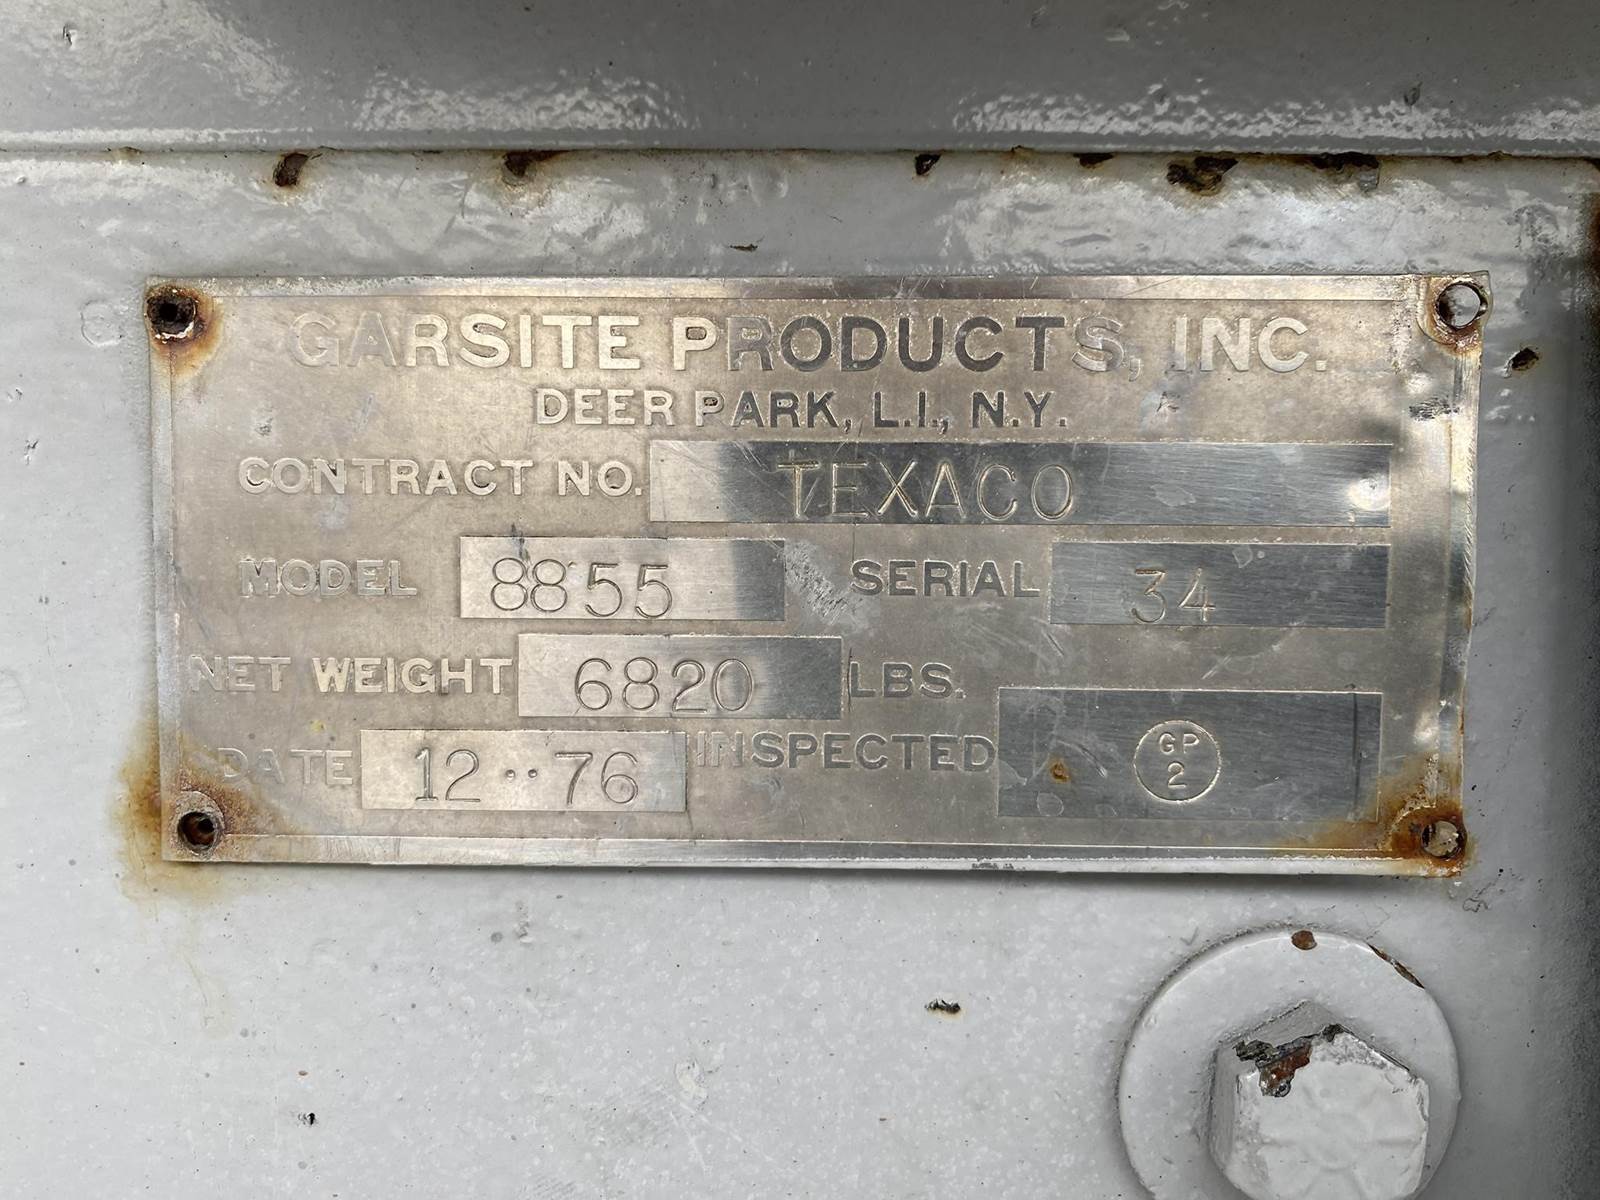 GARSITE PRODUCTS, INC.
DEER PARK, L.I., N.Y.
CONTRACT NO. TEXACO
MODEL 8855 SERIAL 34
NET WEIGHT 6820 LBS.
DATE 12··76 INSPECTED GP 2